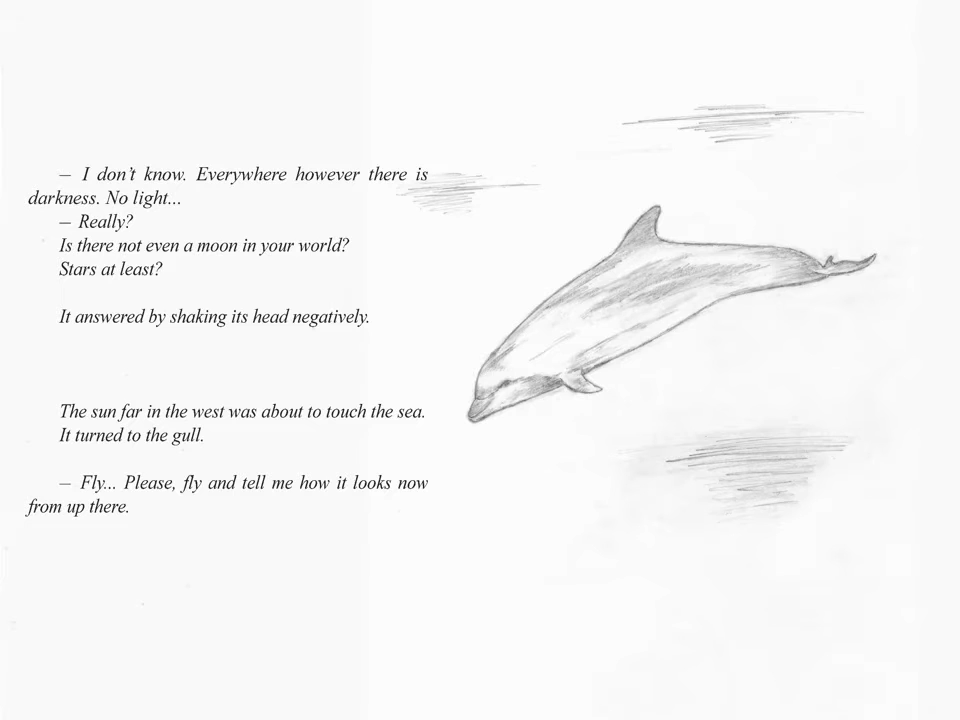 – I don't know. Everywhere however there is
darkness. No light...
– Really?
Is there not even a moon in your world?
Stars at least?
It answered by shaking its head negatively.
The sun far in the west was about to touch the sea.
It turned to the gull.
– Fly... Please, fly and tell me how it looks now
from up there.